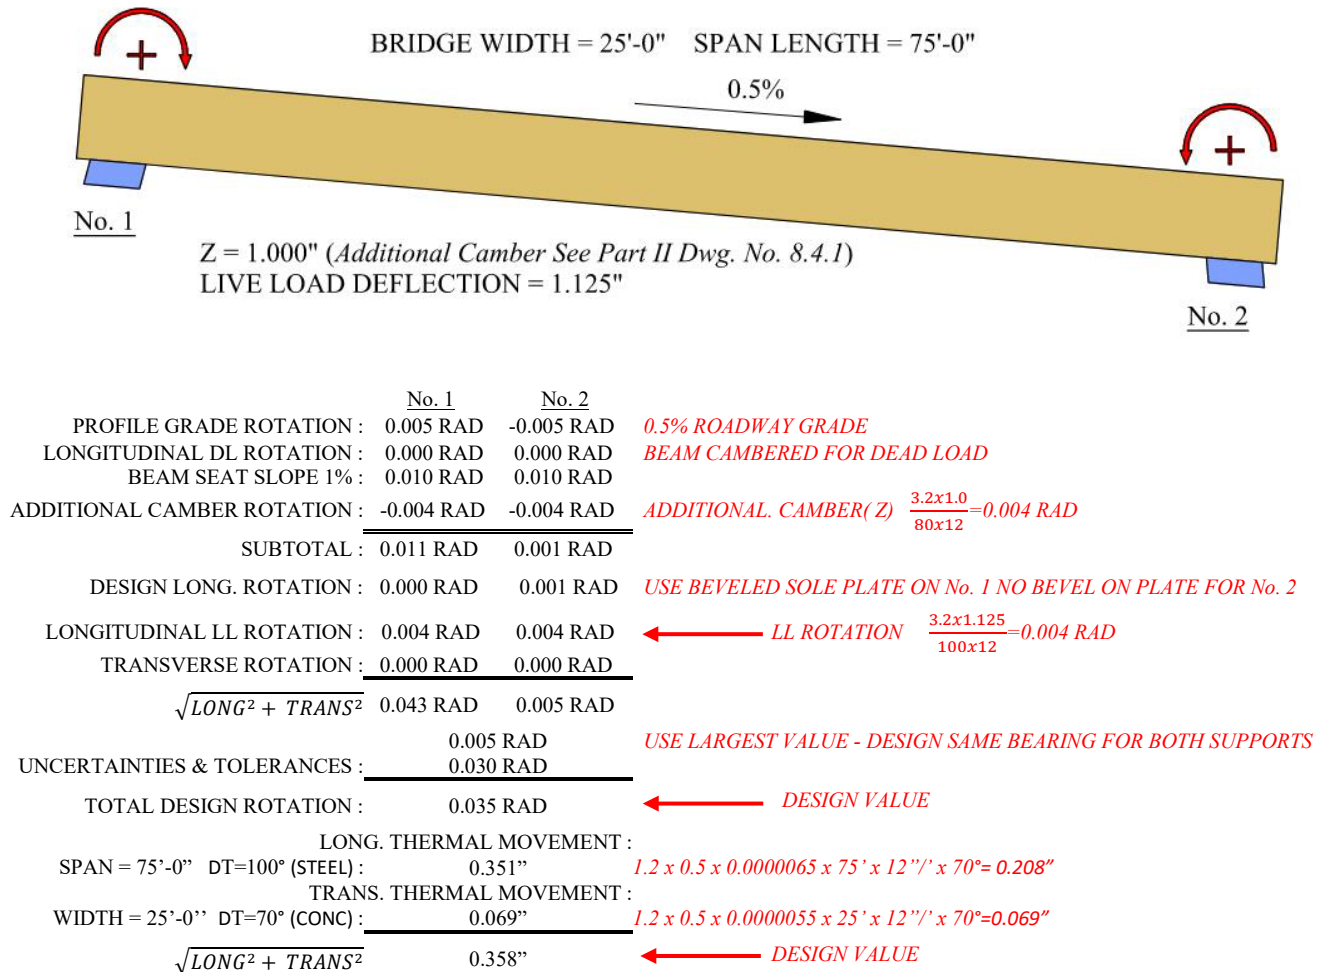 BRIDGE WIDTH = 25'-0" SPAN LENGTH = 75'-0"
0.5%
No. 1
Z = 1.000" (Additional Camber See Part II Dwg. No. 8.4.1)
LIVE LOAD DEFLECTION = 1.125"
No. 2
No. 1 No. 2
PROFILE GRADE ROTATION : 0.005 RAD -0.005 RAD 0.5% ROADWAY GRADE
LONGITUDINAL DL ROTATION : 0.000 RAD 0.000 RAD BEAM CAMBERED FOR DEAD LOAD
BEAM SEAT SLOPE 1% : 0.010 RAD 0.010 RAD
ADDITIONAL CAMBER ROTATION : -0.004 RAD -0.004 RAD ADDITIONAL. CAMBER( Z) 3.2x1.0/80x12=0.004 RAD
SUBTOTAL : 0.011 RAD 0.001 RAD
DESIGN LONG. ROTATION : 0.000 RAD 0.001 RAD USE BEVELED SOLE PLATE ON No. 1 NO BEVEL ON PLATE FOR No. 2
LONGITUDINAL LL ROTATION : 0.004 RAD 0.004 RAD LL ROTATION 3.2x1.125/100x12=0.004 RAD
TRANSVERSE ROTATION : 0.000 RAD 0.000 RAD
√LONG² + TRANS² 0.043 RAD 0.005 RAD
0.005 RAD USE LARGEST VALUE - DESIGN SAME BEARING FOR BOTH SUPPORTS
UNCERTAINTIES & TOLERANCES : 0.030 RAD
TOTAL DESIGN ROTATION : 0.035 RAD DESIGN VALUE
LONG. THERMAL MOVEMENT :
SPAN = 75'-0" DT=100° (STEEL) : 0.351" 1.2 x 0.5 x 0.0000065 x 75' x 12"/' x 70°= 0.208"
TRANS. THERMAL MOVEMENT :
WIDTH = 25'-0'' DT=70° (CONC) : 0.069" 1.2 x 0.5 x 0.0000055 x 25' x 12"/' x 70°=0.069"
√LONG² + TRANS² 0.358" DESIGN VALUE